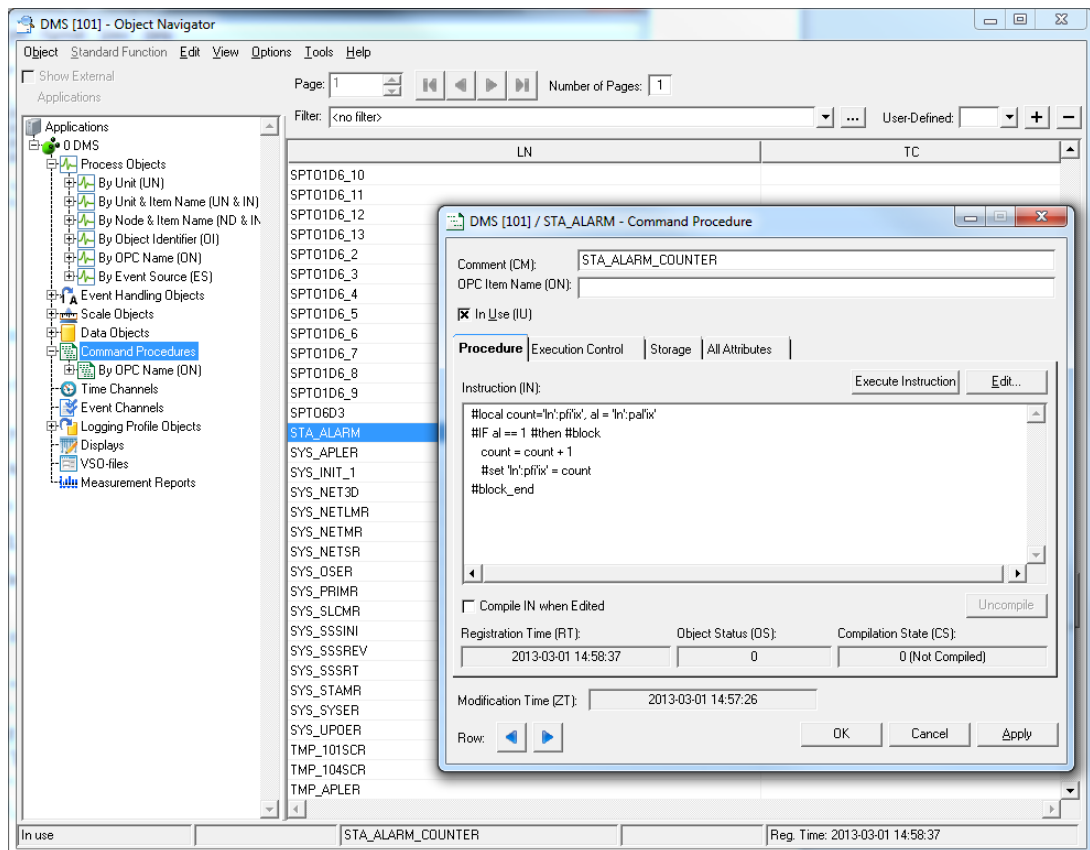 DMS [101] - Object Navigator
Object Standard Function Edit View Options Tools Help
Show External
Applications
Page: 1 Number of Pages: 1
Filter: <no filter> ... User-Defined:
Applications
0 DMS
Process Objects
By Unit (UN)
By Unit & Item Name (UN & IN)
By Node & Item Name (ND & IN
By Object Identifier (OI)
By OPC Name (ON)
By Event Source (ES)
Event Handling Objects
Scale Objects
Data Objects
Command Procedures
By OPC Name (ON)
Time Channels
Event Channels
Logging Profile Objects
Displays
VSO-files
Measurement Reports
LN TC
SPTO1D6_10
SPTO1D6_11
SPTO1D6_12
SPTO1D6_13
SPTO1D6_2
SPTO1D6_3
SPTO1D6_4
SPTO1D6_5
SPTO1D6_6
SPTO1D6_7
SPTO1D6_8
SPTO1D6_9
SPTO6D3
STA_ALARM
SYS_APLER
SYS_INIT_1
SYS_NET3D
SYS_NETLMR
SYS_NETMR
SYS_NETSR
SYS_OSER
SYS_PRIMR
SYS_SLCMR
SYS_SSSINI
SYS_SSSREV
SYS_SSSRT
SYS_STAMR
SYS_SYSER
SYS_UPOER
TMP_101SCR
TMP_104SCR
TMP_APLER
DMS [101] / STA_ALARM - Command Procedure
Comment (CM): STA_ALARM_COUNTER
OPC Item Name (ON):
In Use (IU)
Procedure Execution Control Storage All Attributes
Instruction (IN): Execute Instruction Edit...
#local count='ln':pfi'ix', al = 'ln':pal'ix'
#IF al == 1 #then #block
count = count + 1
#set 'ln':pfi'ix' = count
#block_end
Compile IN when Edited Uncompile
Registration Time (RT): Object Status (OS): Compilation State (CS):
2013-03-01 14:58:37 0 0 (Not Compiled)
Modification Time (ZT): 2013-03-01 14:57:26
Row: OK Cancel Apply
In use STA_ALARM_COUNTER Reg. Time: 2013-03-01 14:58:37